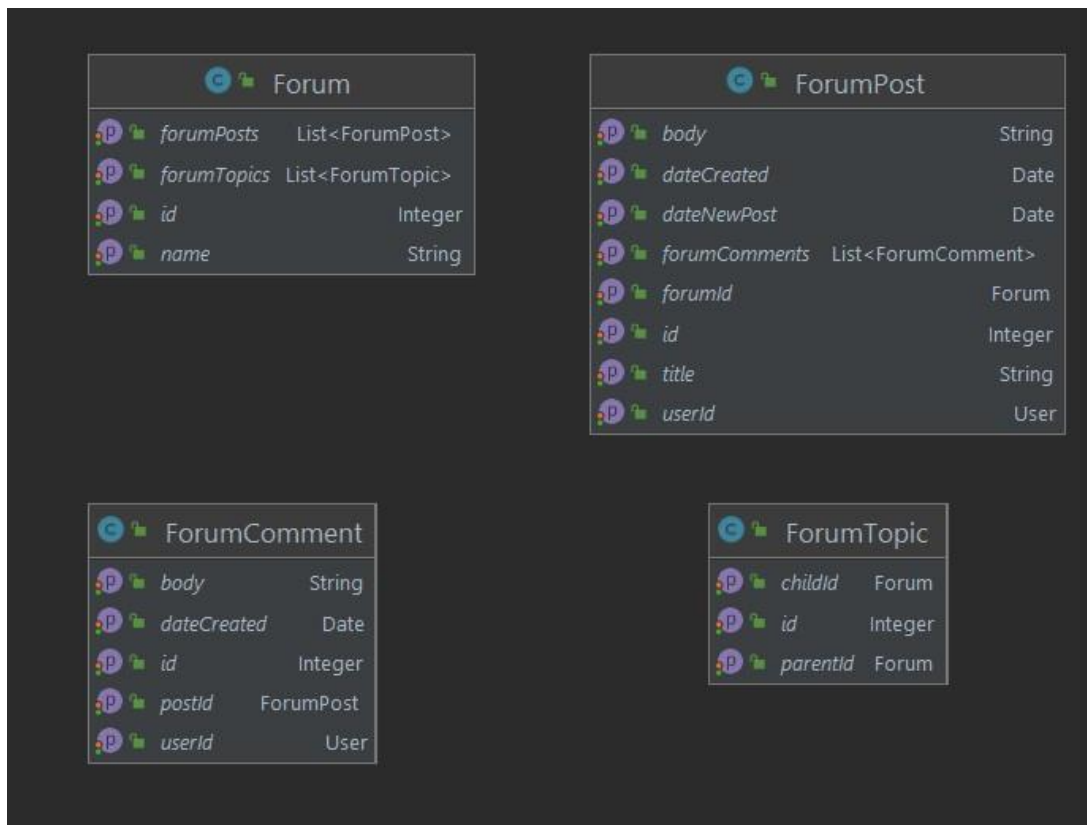 Forum
forumPosts List<ForumPost>
forumTopics List<ForumTopic>
id Integer
name String
ForumPost
body String
dateCreated Date
dateNewPost Date
forumComments List<ForumComment>
forumId Forum
id Integer
title String
userId User
ForumComment
body String
dateCreated Date
id Integer
postId ForumPost
userId User
ForumTopic
childId Forum
id Integer
parentId Forum